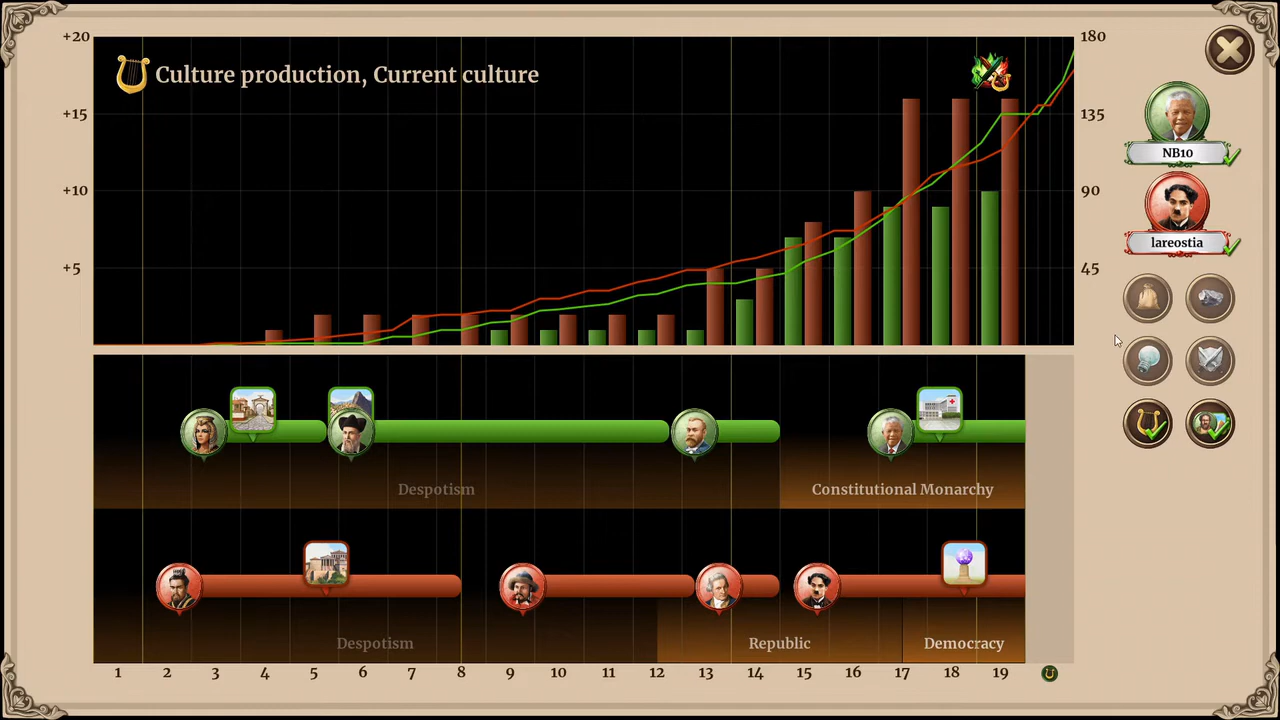 +20
180
Culture production, Current culture
+15
135
NB10
+10
90
lareostia
+5
45
Despotism
Constitutional Monarchy
Despotism
Republic
Democracy
1 2 3 4 5 6 7 8 9 10 11 12 13 14 15 16 17 18 19